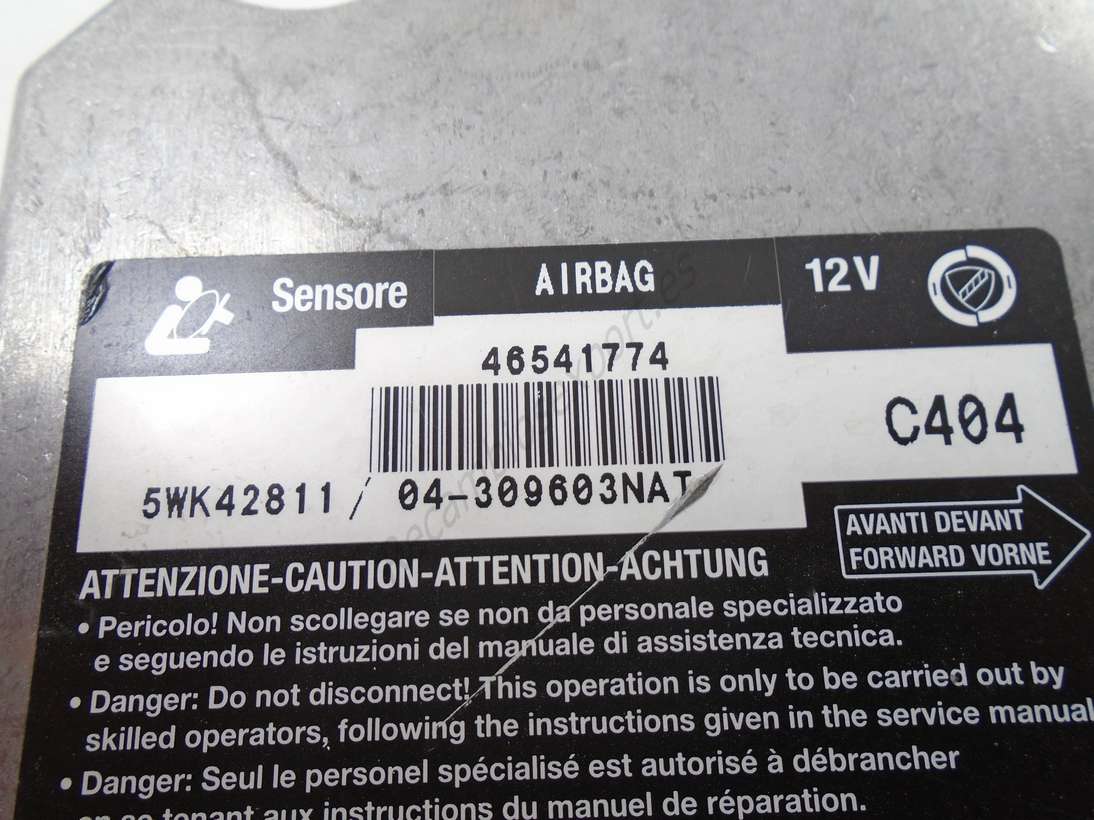 Sensore
AIRBAG
12V
46541774
C404
5WK42811 / 04-309603NAT
AVANTI DEVANT
FORWARD VORNE
ATTENZIONE-CAUTION-ATTENTION-ACHTUNG
• Pericolo! Non scollegare se non da personale specializzato
e seguendo le istruzioni del manuale di assistenza tecnica.
• Danger: Do not disconnect! This operation is only to be carried out by
skilled operators, following the instructions given in the service manual
• Danger: Seul le personel spécialisé est autorisé à débrancher
en se tenant aux instructions du manuel de réparation.